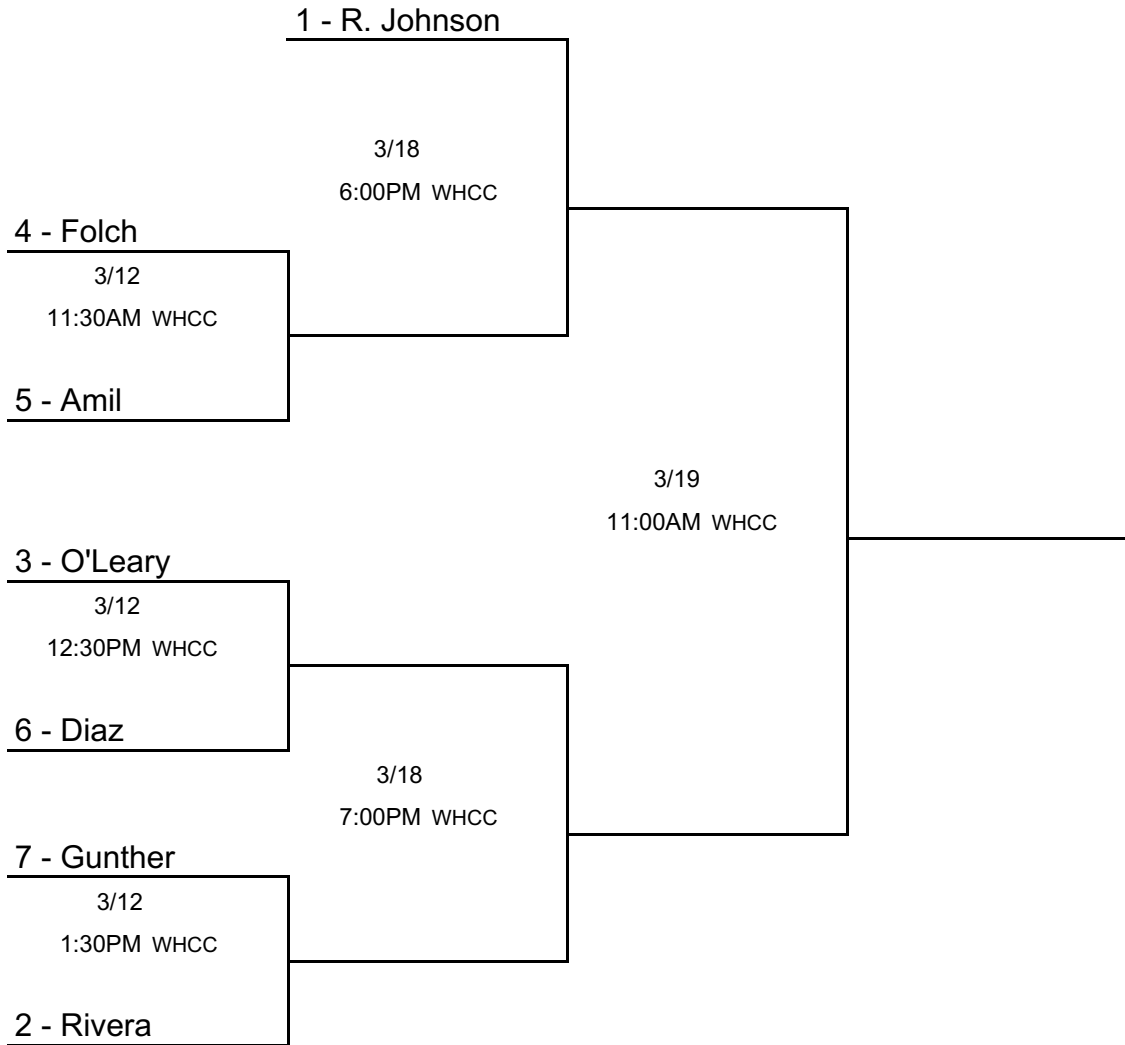 1 - R. Johnson
3/18
6:00PM WHCC
4 - Folch
3/12
11:30AM WHCC
5 - Amil
3/19
11:00AM WHCC
3 - O'Leary
3/12
12:30PM WHCC
6 - Diaz
3/18
7:00PM WHCC
7 - Gunther
3/12
1:30PM WHCC
2 - Rivera